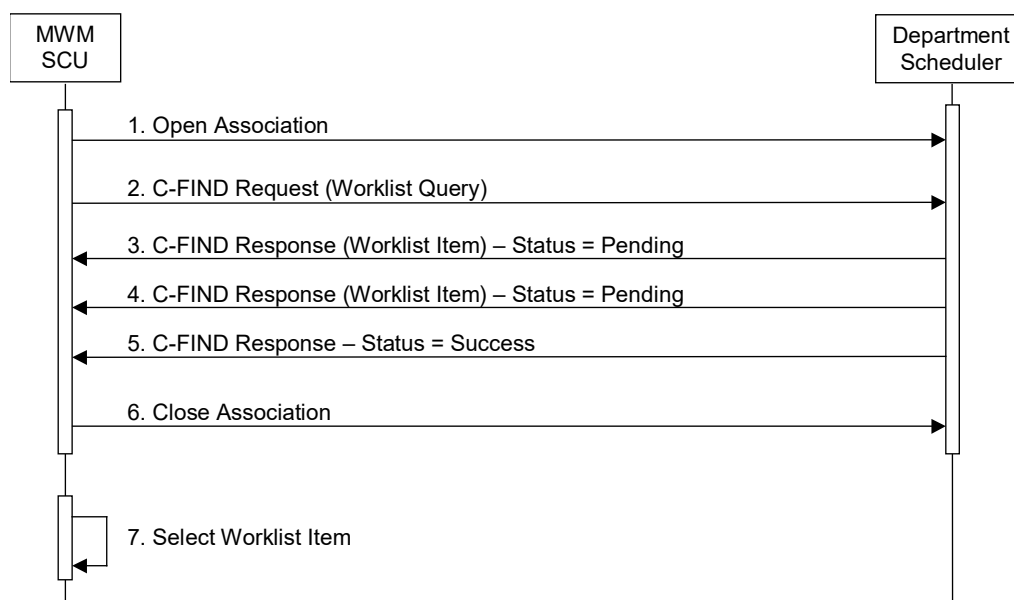 MWM
SCU
Department
Scheduler
1. Open Association
2. C-FIND Request (Worklist Query)
3. C-FIND Response (Worklist Item) – Status = Pending
4. C-FIND Response (Worklist Item) – Status = Pending
5. C-FIND Response – Status = Success
6. Close Association
7. Select Worklist Item